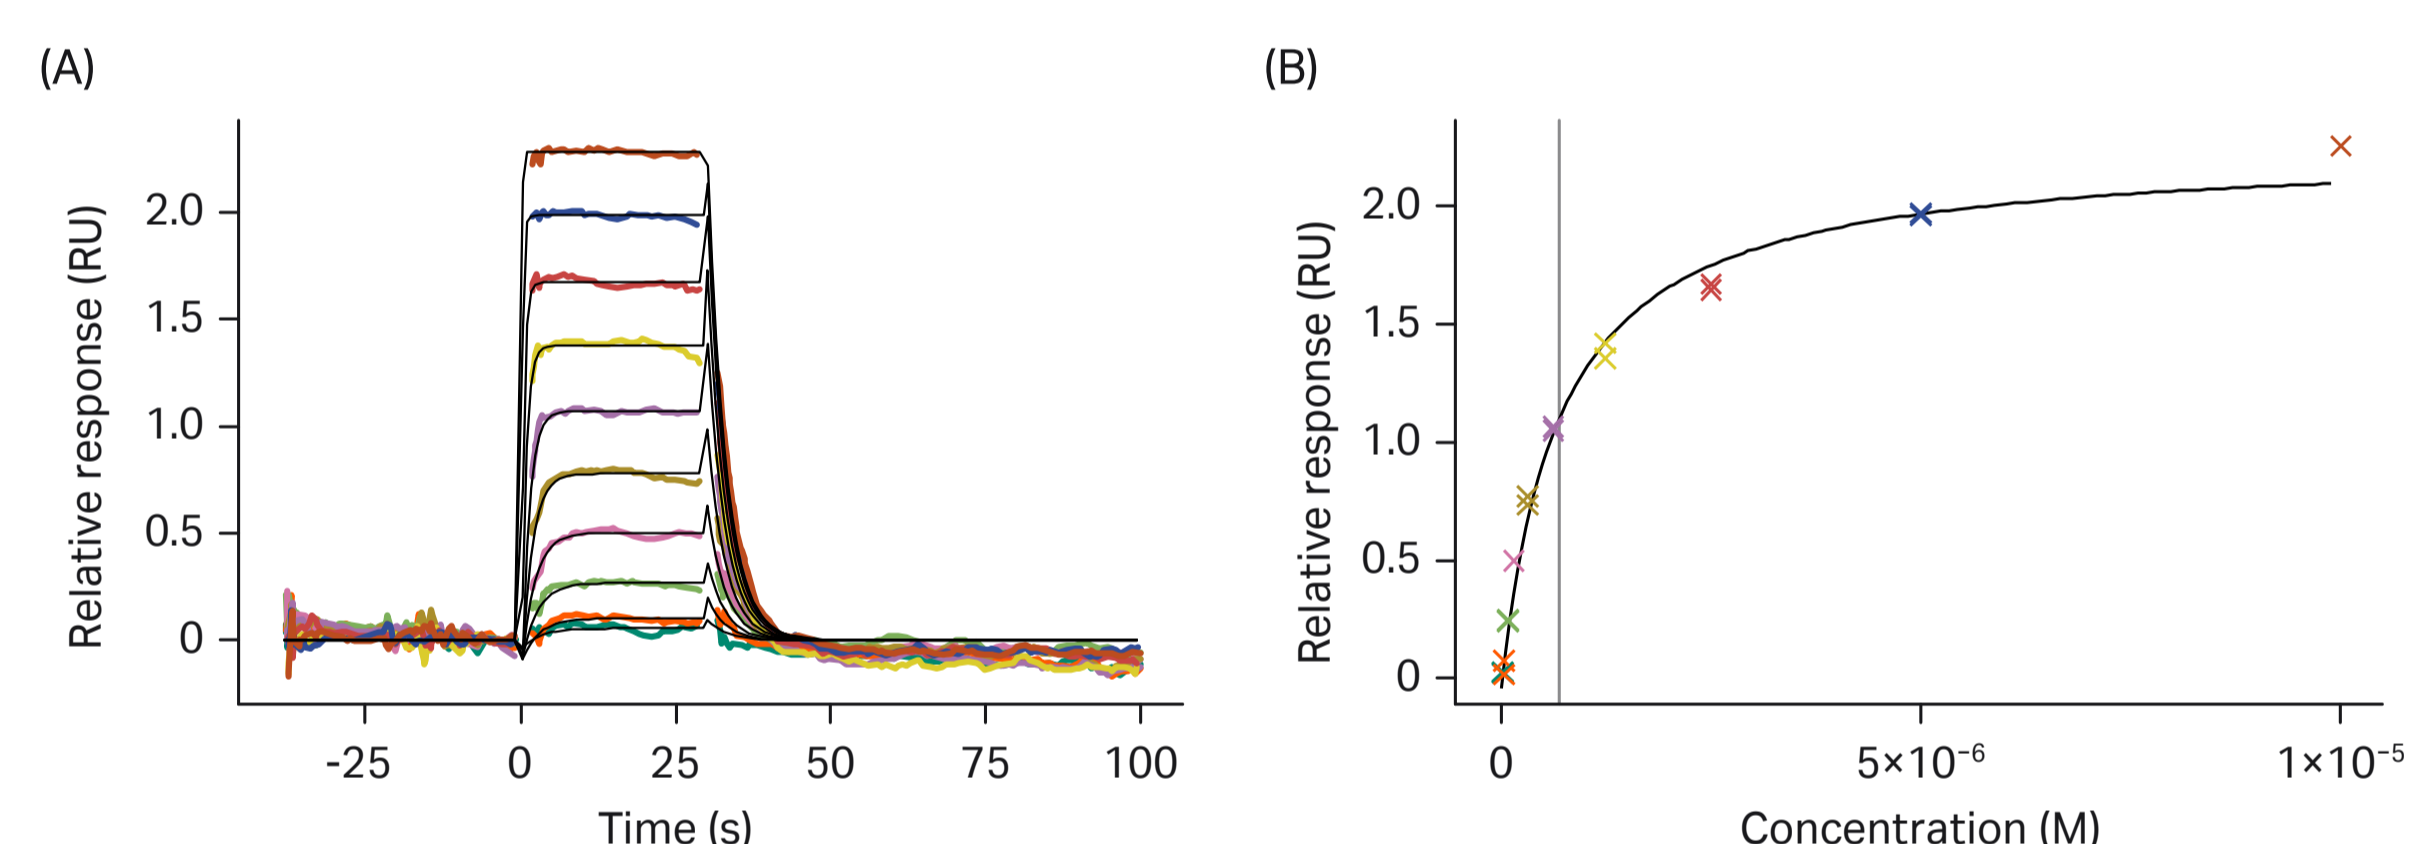 (A)
Relative response (RU)
2.0
1.5
1.0
0.5
0
-25 0 25 50 75 100
Time (s)
(B)
Relative response (RU)
2.0
1.5
1.0
0.5
0
0 5×10⁻⁶ 1×10⁻⁵
Concentration (M)